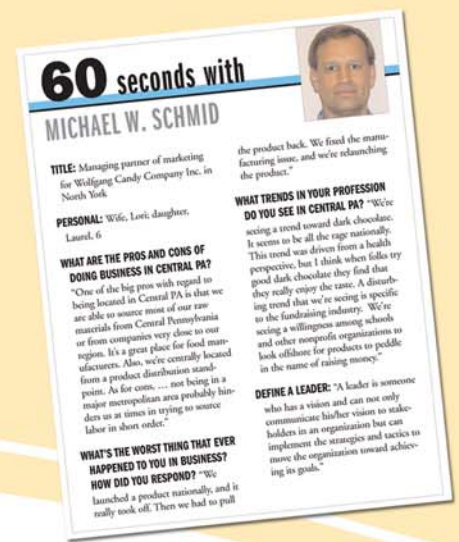 60 seconds with
MICHAEL W. SCHMID
TITLE: Managing partner of marketing
for Wolfgang Candy Company Inc. in
North York
PERSONAL: Wife, Lori; daughter,
Laurel, 6
WHAT ARE THE PROS AND CONS OF
DOING BUSINESS IN CENTRAL PA?
"One of the big pros with regard to
being located in Central PA is that we
are able to source most of our raw
materials from Central Pennsylvania
or from companies very close to our
region. It's a great place for food man-
ufacturers. Also, we're centrally located
from a product distribution stand-
point. As for cons, … not being in a
major metropolitan area probably hin-
ders us at times in trying to source
labor in short order."
WHAT'S THE WORST THING THAT EVER
HAPPENED TO YOU IN BUSINESS?
HOW DID YOU RESPOND? "We
launched a product nationally, and it
really took off. Then we had to pull
the product back. We fixed the manu-
facturing issue, and we're relaunching
the product."
WHAT TRENDS IN YOUR PROFESSION
DO YOU SEE IN CENTRAL PA? "We're
seeing a trend toward dark chocolate.
It seems to be all the rage nationally.
This trend was driven from a health
perspective, but I think when folks try
good dark chocolate they find that
they really enjoy the taste. A disturb-
ing trend that we're seeing is specific
to the fundraising industry. We're
seeing a willingness among schools
and other nonprofit organizations to
look offshore for products to peddle
in the name of raising money."
DEFINE A LEADER: "A leader is someone
who has a vision and can not only
communicate his/her vision to stake-
holders in an organization but can
implement the strategies and tactics to
move the organization toward achiev-
ing its goals."